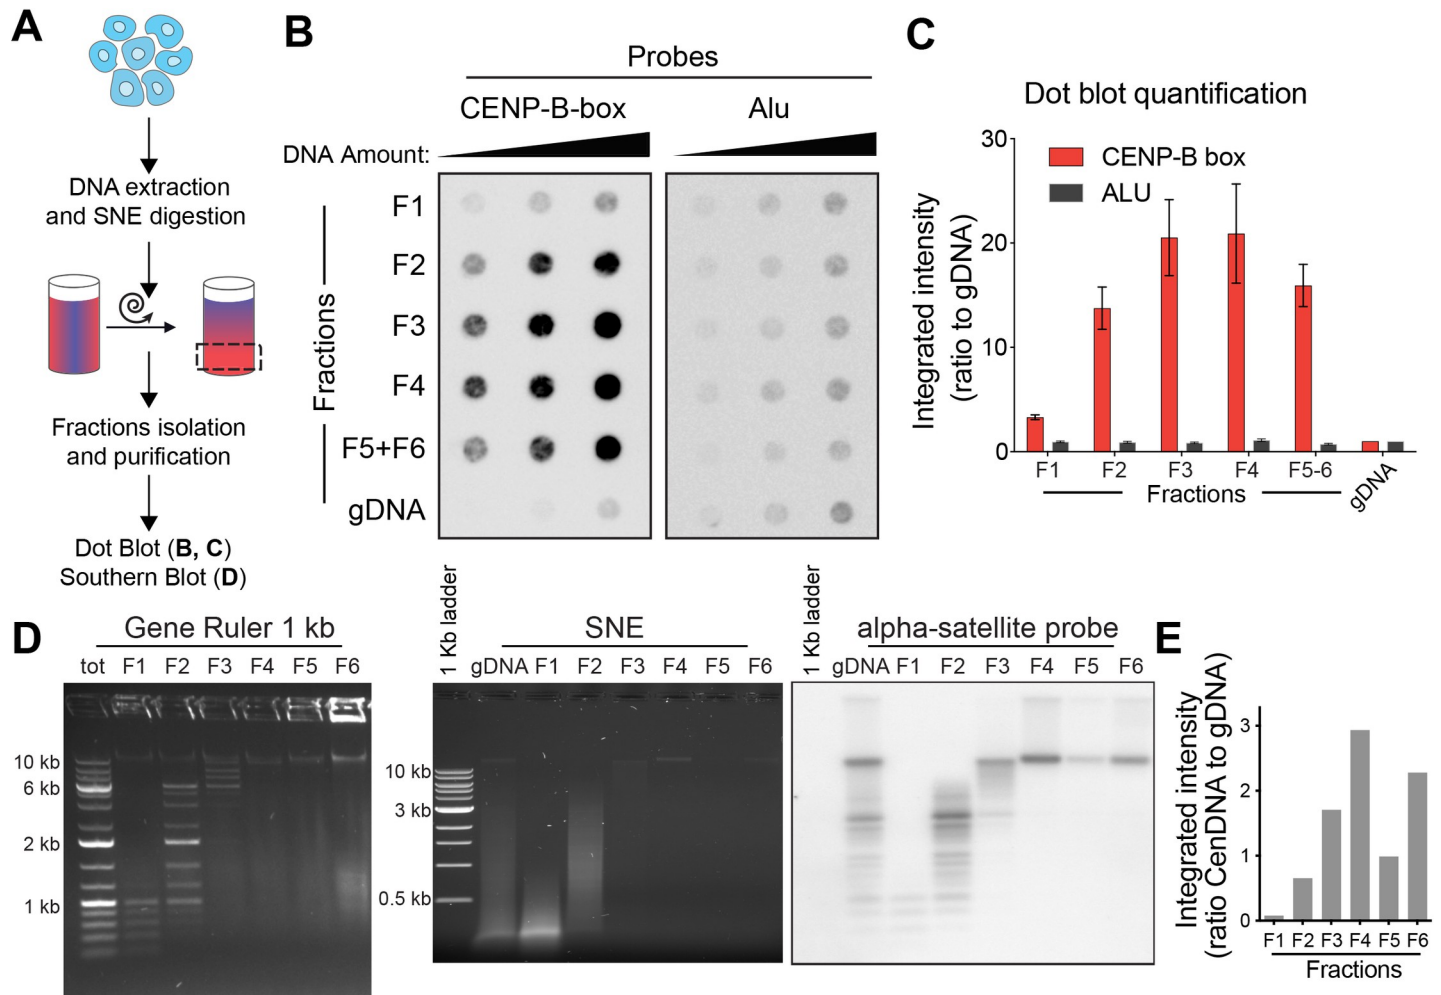 A
DNA extraction
and SNE digestion
Fractions isolation
and purification
Dot Blot (B, C)
Southern Blot (D)
B
Probes
CENP-B-box
Alu
DNA Amount:
Fractions
F1
F2
F3
F4
F5+F6
gDNA
C
Dot blot quantification
Integrated intensity
(ratio to gDNA)
30
20
10
0
CENP-B box
ALU
F1 F2 F3 F4 F5-6 gDNA
Fractions
D
Gene Ruler 1 kb
tot F1 F2 F3 F4 F5 F6
10 kb
6 kb
2 kb
1 kb
1 Kb ladder
SNE
gDNA F1 F2 F3 F4 F5 F6
10 kb
3 kb
0.5 kb
1 Kb ladder
alpha-satellite probe
gDNA F1 F2 F3 F4 F5 F6
E
Integrated intensity
(ratio CenDNA to gDNA)
3
2
1
0
F1 F2 F3 F4 F5 F6
Fractions